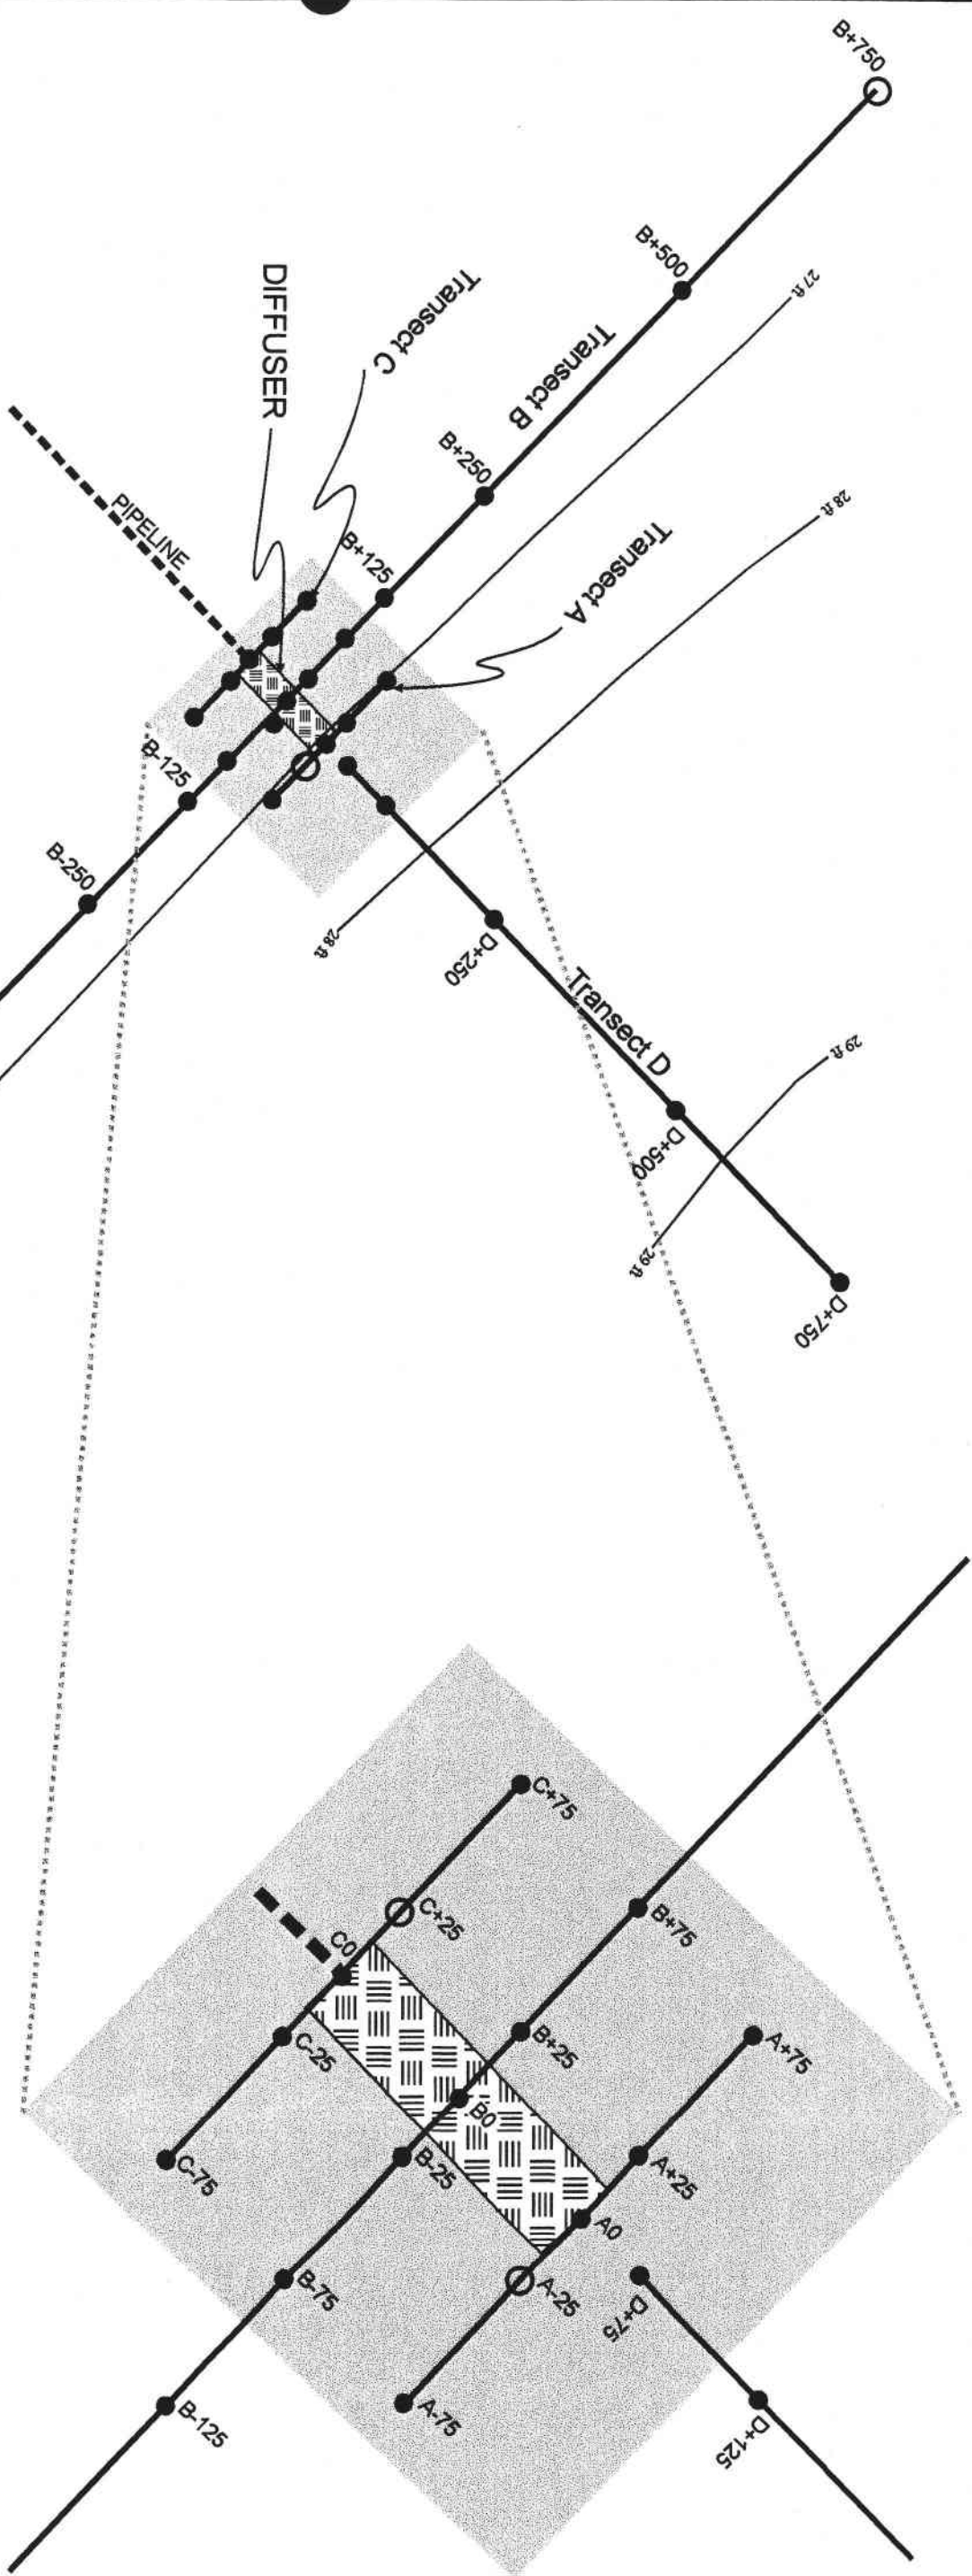 B+750
B+500
27 ft
Transect B
Transect C
DIFFUSER
B+250
28 ft
PIPELINE
B+125
Transect A
B-125
B-250
28 ft
D+250
Transect D
29 ft
D+500
29 ft
D+750
C+75
C+25
C0
B+75
B+25
A+75
C-25
B0
C-75
B-25
A+25
A0
B-75
A-25
D+75
A-75
B-125
D+125